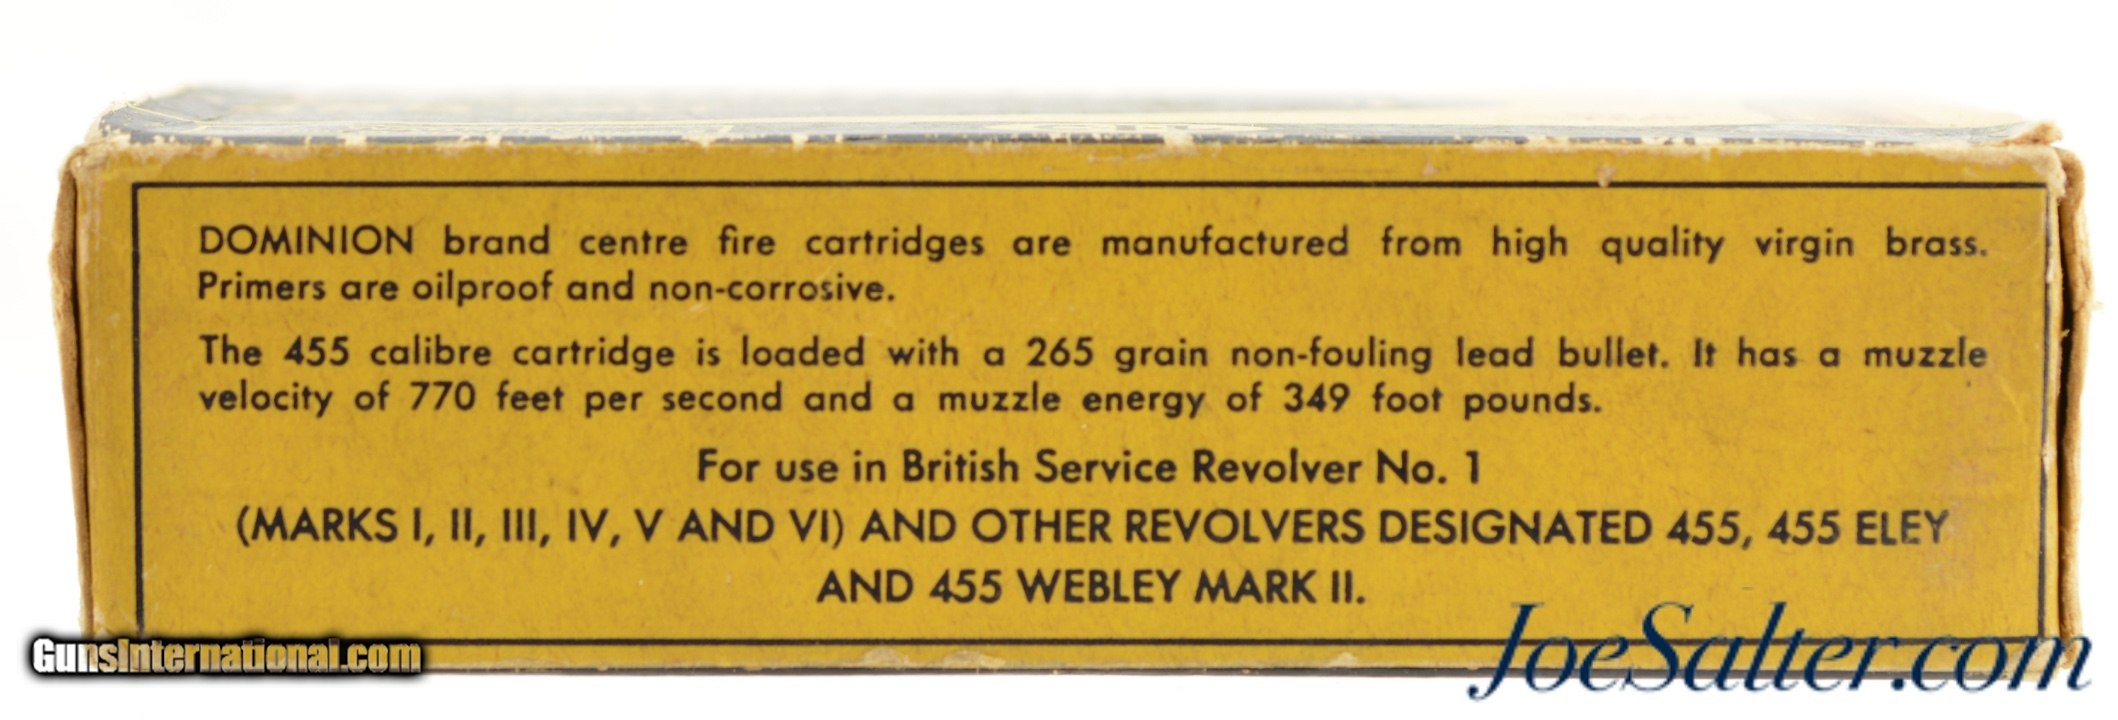 DOMINION brand centre fire cartridges are manufactured from high quality virgin brass.
Primers are oilproof and non-corrosive.
The 455 calibre cartridge is loaded with a 265 grain non-fouling lead bullet. It has a muzzle
velocity of 770 feet per second and a muzzle energy of 349 foot pounds.
For use in British Service Revolver No. 1
(MARKS I, II, III, IV, V AND VI) AND OTHER REVOLVERS DESIGNATED 455, 455 ELEY
AND 455 WEBLEY MARK II.
GunsInternational.com
JoeSalter.com